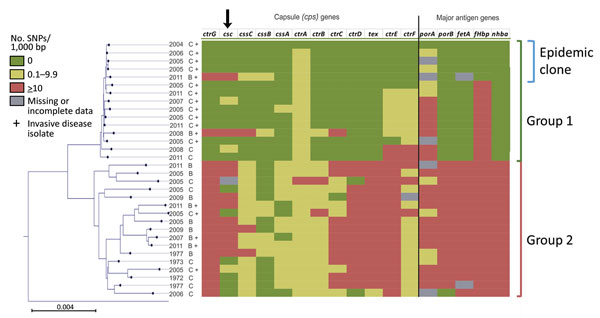 No. SNPs/
1,000 bp
0
0.1–9.9
≥10
Missing or
incomplete data
+ Invasive disease
isolate
Capsule (cps) genes
Major antigen genes
ctrG csc cssC cssB cssA ctrA ctrB ctrC ctrD tex ctrE ctrF porA porB fetA fHbp nhba
2004 C +
2006 C +
2005 C +
2005 C +
2011 B +
2005 C +
2011 C +
2007 C +
2005 C +
2005 C +
2011 C +
2008 B +
2005 C +
2008 C
2011 C
2011 B
2005 B
2005 C
2005 C
2009 B
2011 B +
2005 C +
2005 B
2009 B
2007 B +
2011 B +
1977 B
1973 C
2005 C +
1972 C
1977 C
2006 C
Epidemic
clone
Group 1
Group 2
0.004